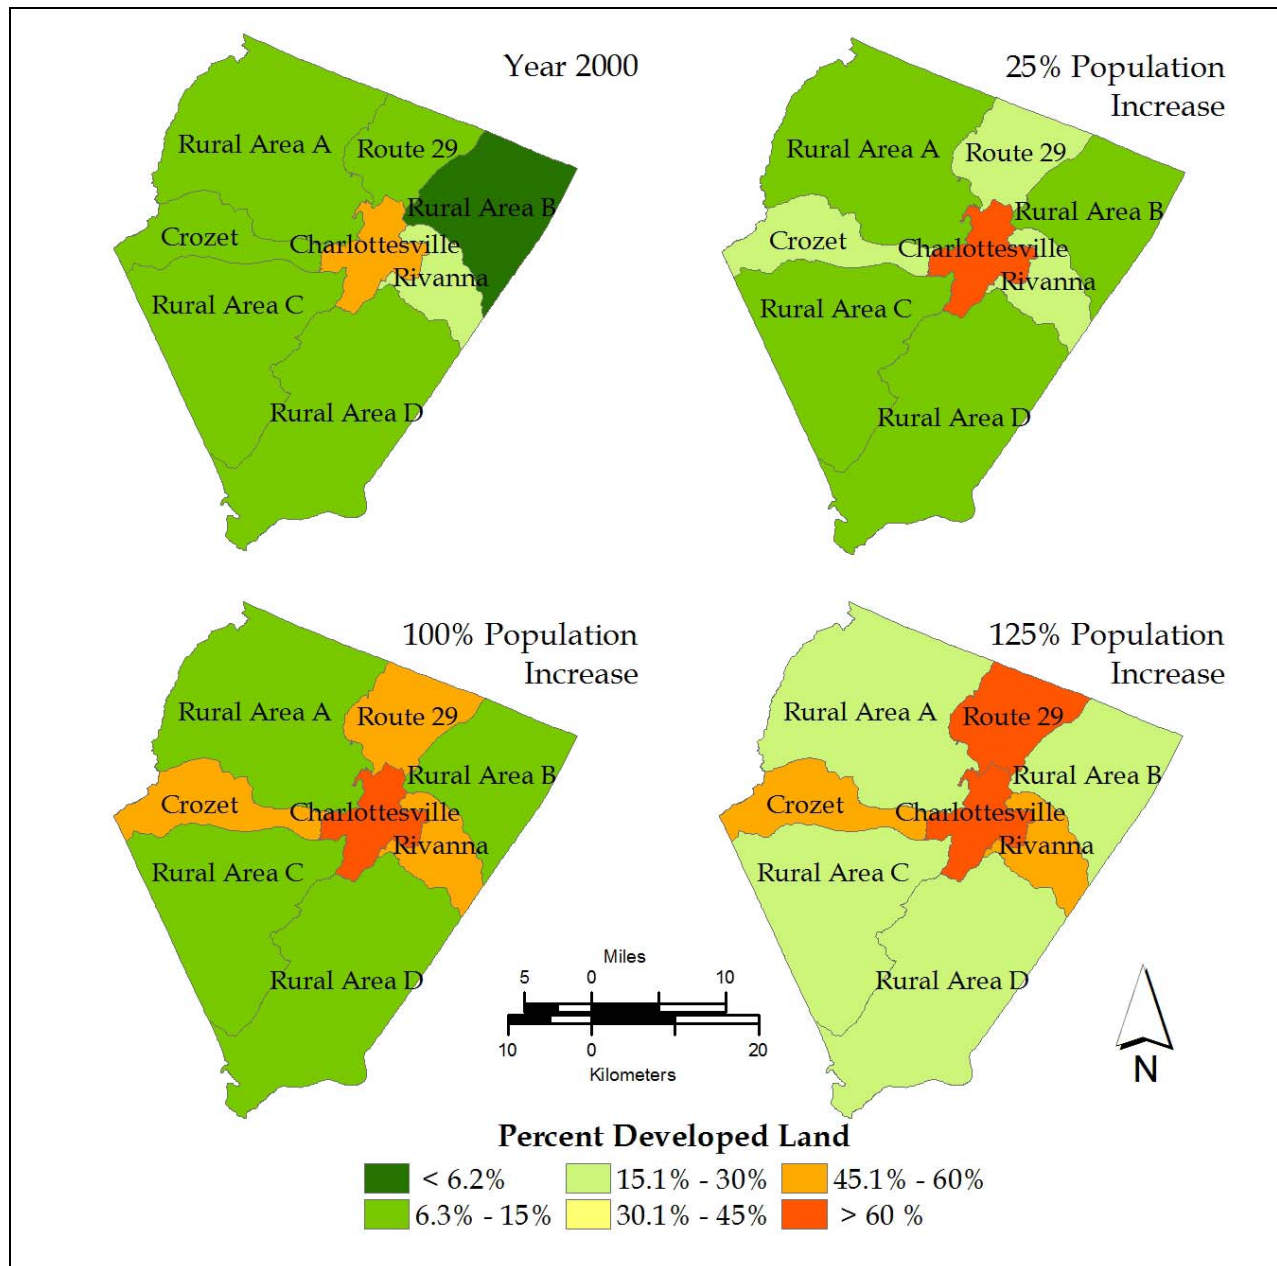 Year 2000
Rural Area A
Route 29
Rural Area B
Crozet
Charlottesville
Rivanna
Rural Area C
Rural Area D
25% Population
Increase
Rural Area A
Route 29
Rural Area B
Crozet
Charlottesville
Rivanna
Rural Area C
Rural Area D
100% Population
Increase
Rural Area A
Route 29
Rural Area B
Crozet
Charlottesville
Rivanna
Rural Area C
Rural Area D
125% Population
Increase
Rural Area A
Route 29
Rural Area B
Crozet
Charlottesville
Rivanna
Rural Area C
Rural Area D
Miles
5 0 10
10 0 20
Kilometers
N
Percent Developed Land
< 6.2% 15.1% - 30% 45.1% - 60%
6.3% - 15% 30.1% - 45% > 60 %